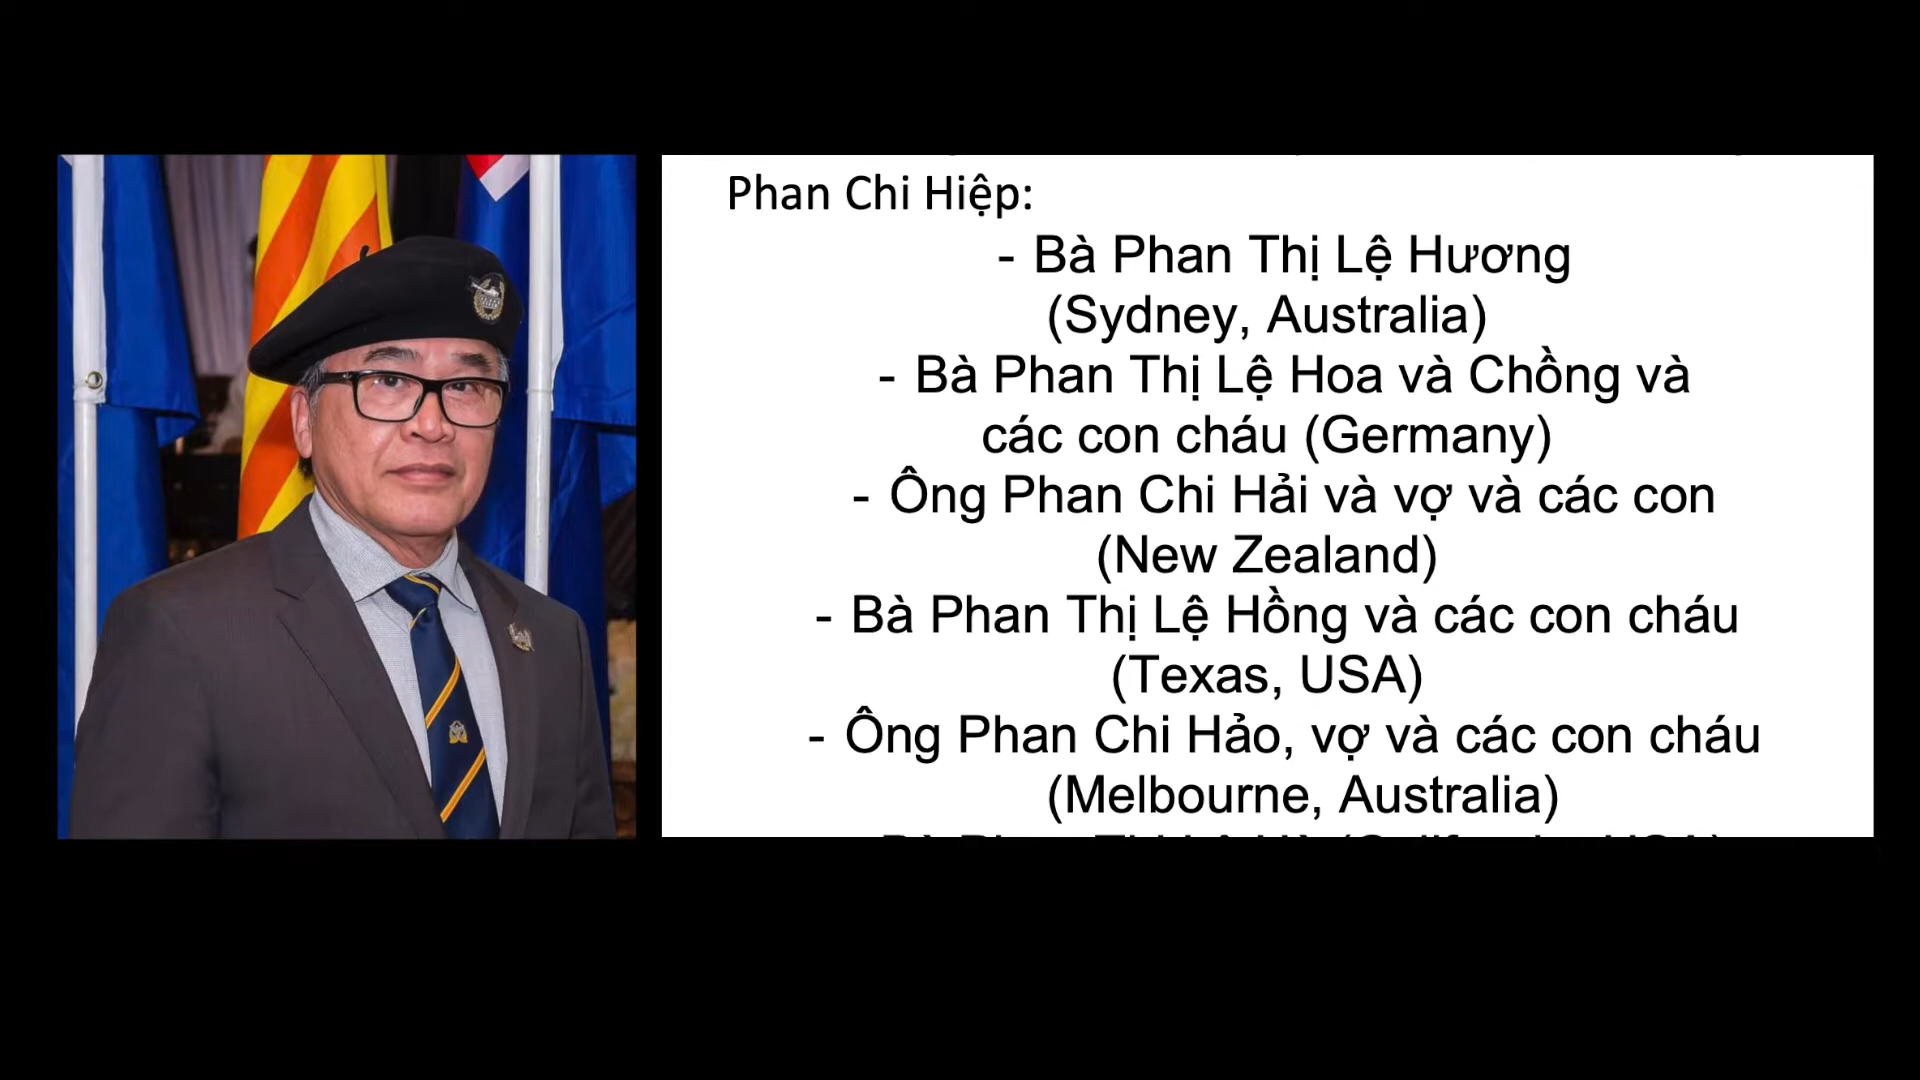 Phan Chi Hiệp:
- Bà Phan Thị Lệ Hương
(Sydney, Australia)
- Bà Phan Thị Lệ Hoa và Chồng và
các con cháu (Germany)
- Ông Phan Chi Hải và vợ và các con
(New Zealand)
- Bà Phan Thị Lệ Hồng và các con cháu
(Texas, USA)
- Ông Phan Chi Hảo, vợ và các con cháu
(Melbourne, Australia)